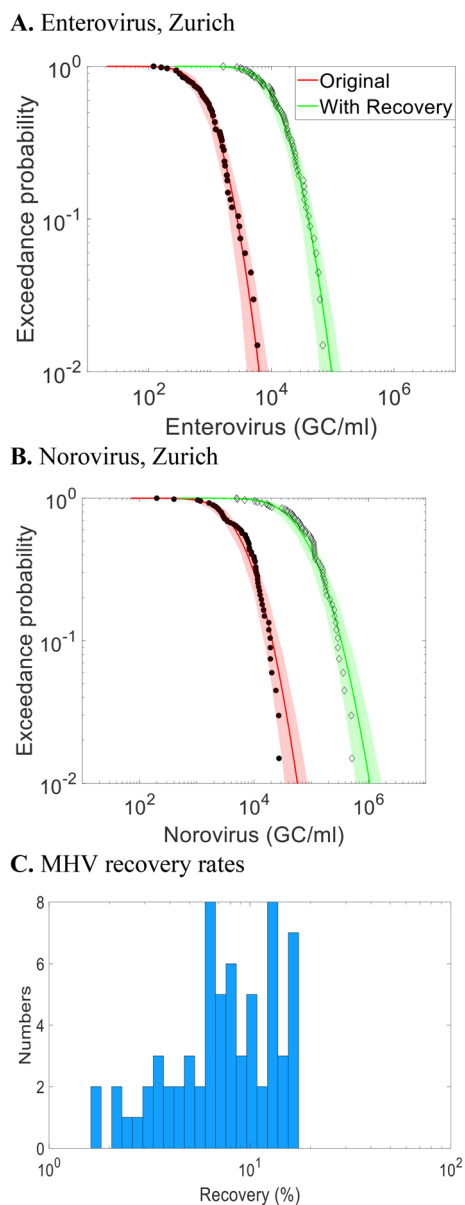 A. Enterovirus, Zurich
10^0
Original
With Recovery
10^-1
10^-2
Exceedance probability
10^2 10^4 10^6
Enterovirus (GC/ml)
B. Norovirus, Zurich
10^0
10^-1
10^-2
Exceedance probability
10^2 10^4 10^6
Norovirus (GC/ml)
C. MHV recovery rates
8
6
4
2
0
Numbers
10^0 10^1 10^2
Recovery (%)